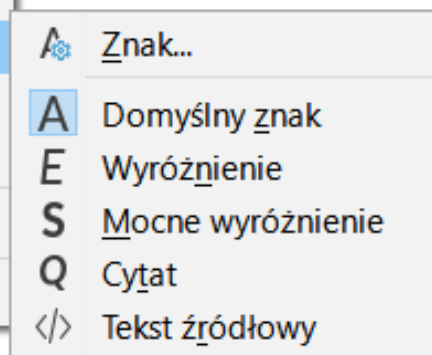 Znak...
A Domyślny znak
E Wyróżnienie
S Mocne wyróżnienie
Q Cytat
</> Tekst źródłowy